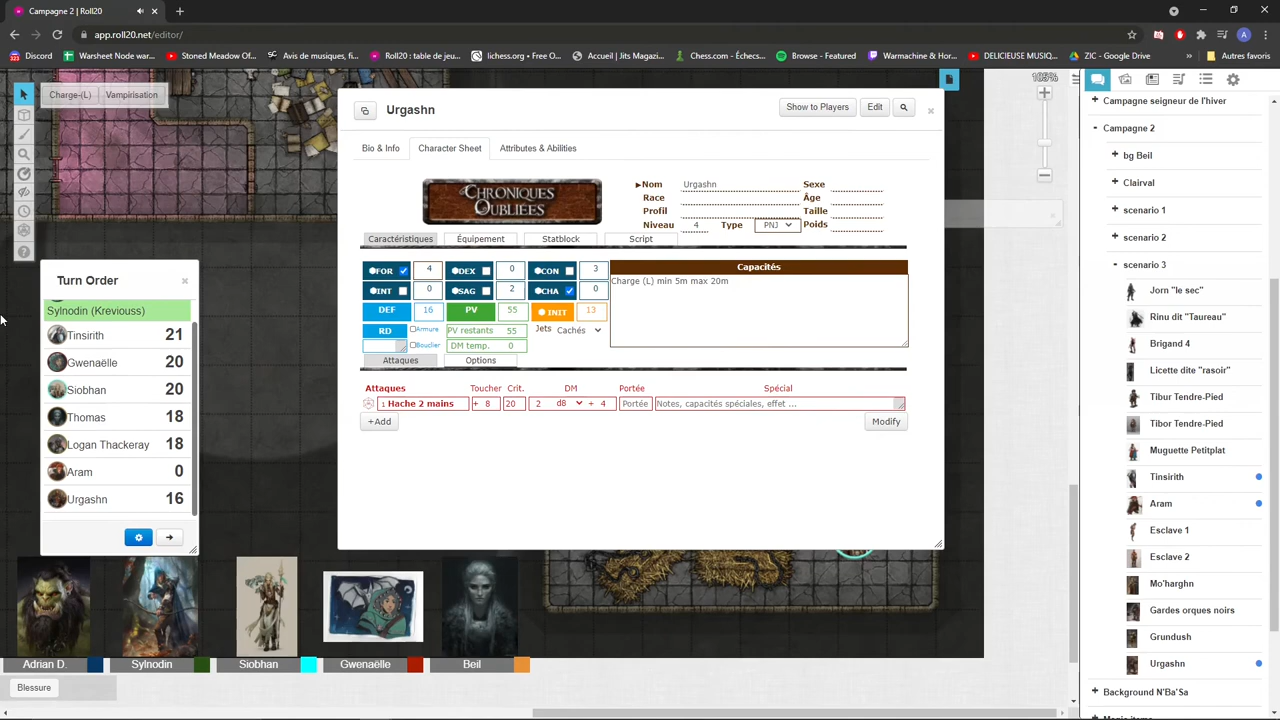 Campagne 2 | Roll20
app.roll20.net/editor/
Discord
Warsheet Node war...
Stoned Meadow of...
Avis de musiques, fi...
Roll20
lichess.org • Free O...
Accueil | Jits Magazi...
Chess.com - Échecs...
Browse - Featured
Warmachine & Hor...
DELICIEUSE MUSIQ...
ZIC - Google Drive
»
Autres favoris
Charge-(L)
Vampirisation
Urgashn
Show to Players
Edit
Bio & Info
Character Sheet
Attributes & Abilities
CHRONIQUES
OUBLIÉES
Nom Urgashn Sexe
Race Âge
Profil Taille
Niveau 4 Type PNJ Poids
Caractéristiques
Équipement
Statblock
Script
FOR 4 DEX 0 CON 3
INT 0 SAG 2 CHA 0
DEF 16 PV 55 INIT 13
RD Armure PV restants 55 Jets Cachés
Bouclier DM temp. 0
Capacités
Charge (L) min 5m max 20m
Attaques
Options
Attaques Toucher Crit. DM Portée Spécial
1 Hache 2 mains + 8 20 2 d8 + 4 Portée Notes, capacités spéciales, effet ...
+Add
Modify
Turn Order
Sylnodin (Kreviouss)
Tinsirith 21
Gwenaëlle 20
Siobhan 20
Thomas 18
Logan Thackeray 18
Aram 0
Urgashn 16
Adrian D.
Sylnodin
Siobhan
Gwenaëlle
Beil
Blessure
Campagne seigneur de l'hiver
Campagne 2
bg Beil
Clairval
scenario 1
scenario 2
scenario 3
Jorn "le sec"
Rinu dit "Taureau"
Brigand 4
Licette dite "rasoir"
Tibur Tendre-Pied
Tibor Tendre-Pied
Muguette Petitplat
Tinsirith
Aram
Esclave 1
Esclave 2
Mo'harghn
Gardes orques noirs
Grundush
Urgashn
Background N'Ba'Sa